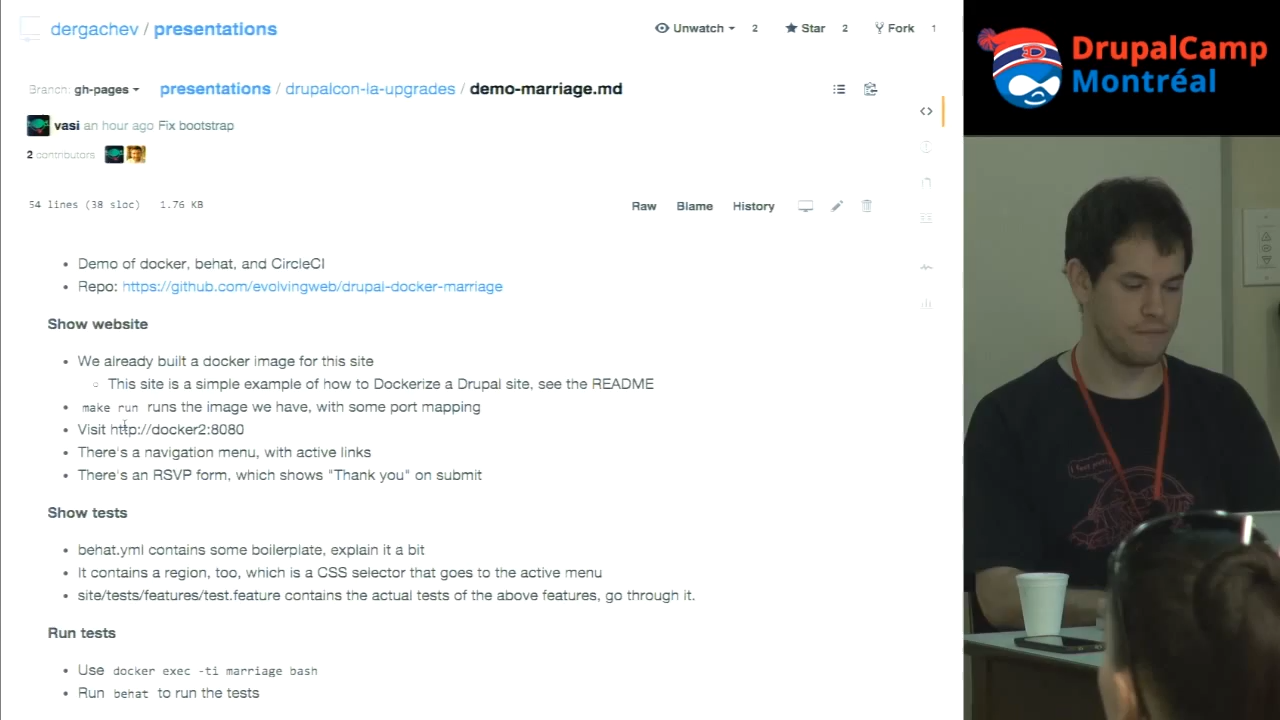 dergachev / presentations
Unwatch 2 Star 2 Fork 1
Branch: gh-pages presentations / drupalcon-la-upgrades / demo-marriage.md
vasi an hour ago Fix bootstrap
2 contributors
54 lines (38 sloc) 1.76 KB
Raw Blame History
Demo of docker, behat, and CircleCI
Repo: https://github.com/evolvingweb/drupal-docker-marriage
Show website
We already built a docker image for this site
This site is a simple example of how to Dockerize a Drupal site, see the README
make run runs the image we have, with some port mapping
Visit http://docker2:8080
There's a navigation menu, with active links
There's an RSVP form, which shows "Thank you" on submit
Show tests
behat.yml contains some boilerplate, explain it a bit
It contains a region, too, which is a CSS selector that goes to the active menu
site/tests/features/test.feature contains the actual tests of the above features, go through it.
Run tests
Use docker exec -ti marriage bash
Run behat to run the tests
DrupalCamp
Montréal
I feel pretty